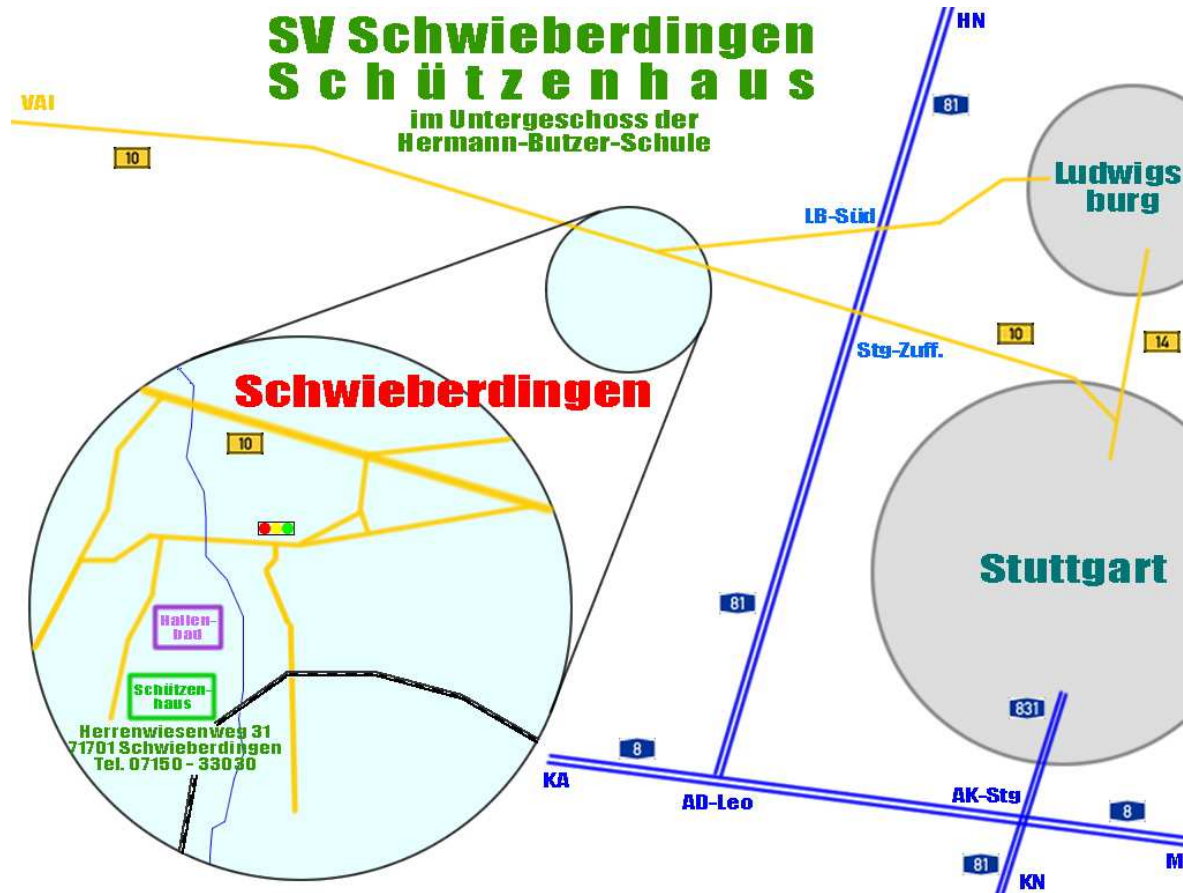 SV Schwieberdingen
Schützenhaus
im Untergeschoss der
Hermann-Butzer-Schule
HN
VAI
81
10
Ludwigs
burg
LB-Süd
10
14
Stg-Zuff.
Schwieberdingen
10
Stuttgart
81
Hallen-
bad
Schützen-
haus
Herrenwiesenweg 31
71701 Schwieberdingen
Tel. 07150 - 33030
831
8
KA
AD-Leo
AK-Stg
8
81
KN
M